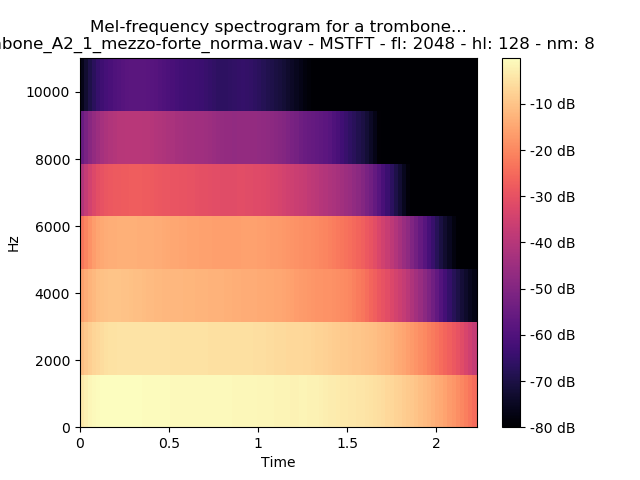 Mel-frequency spectrogram for a trombone...
bone_A2_1_mezzo-forte_norma.wav - MSTFT - fl: 2048 - hl: 128 - nm: 8
10000
8000
6000
4000
2000
0
Hz
0
0.5
1
1.5
2
Time
-10 dB
-20 dB
-30 dB
-40 dB
-50 dB
-60 dB
-70 dB
-80 dB